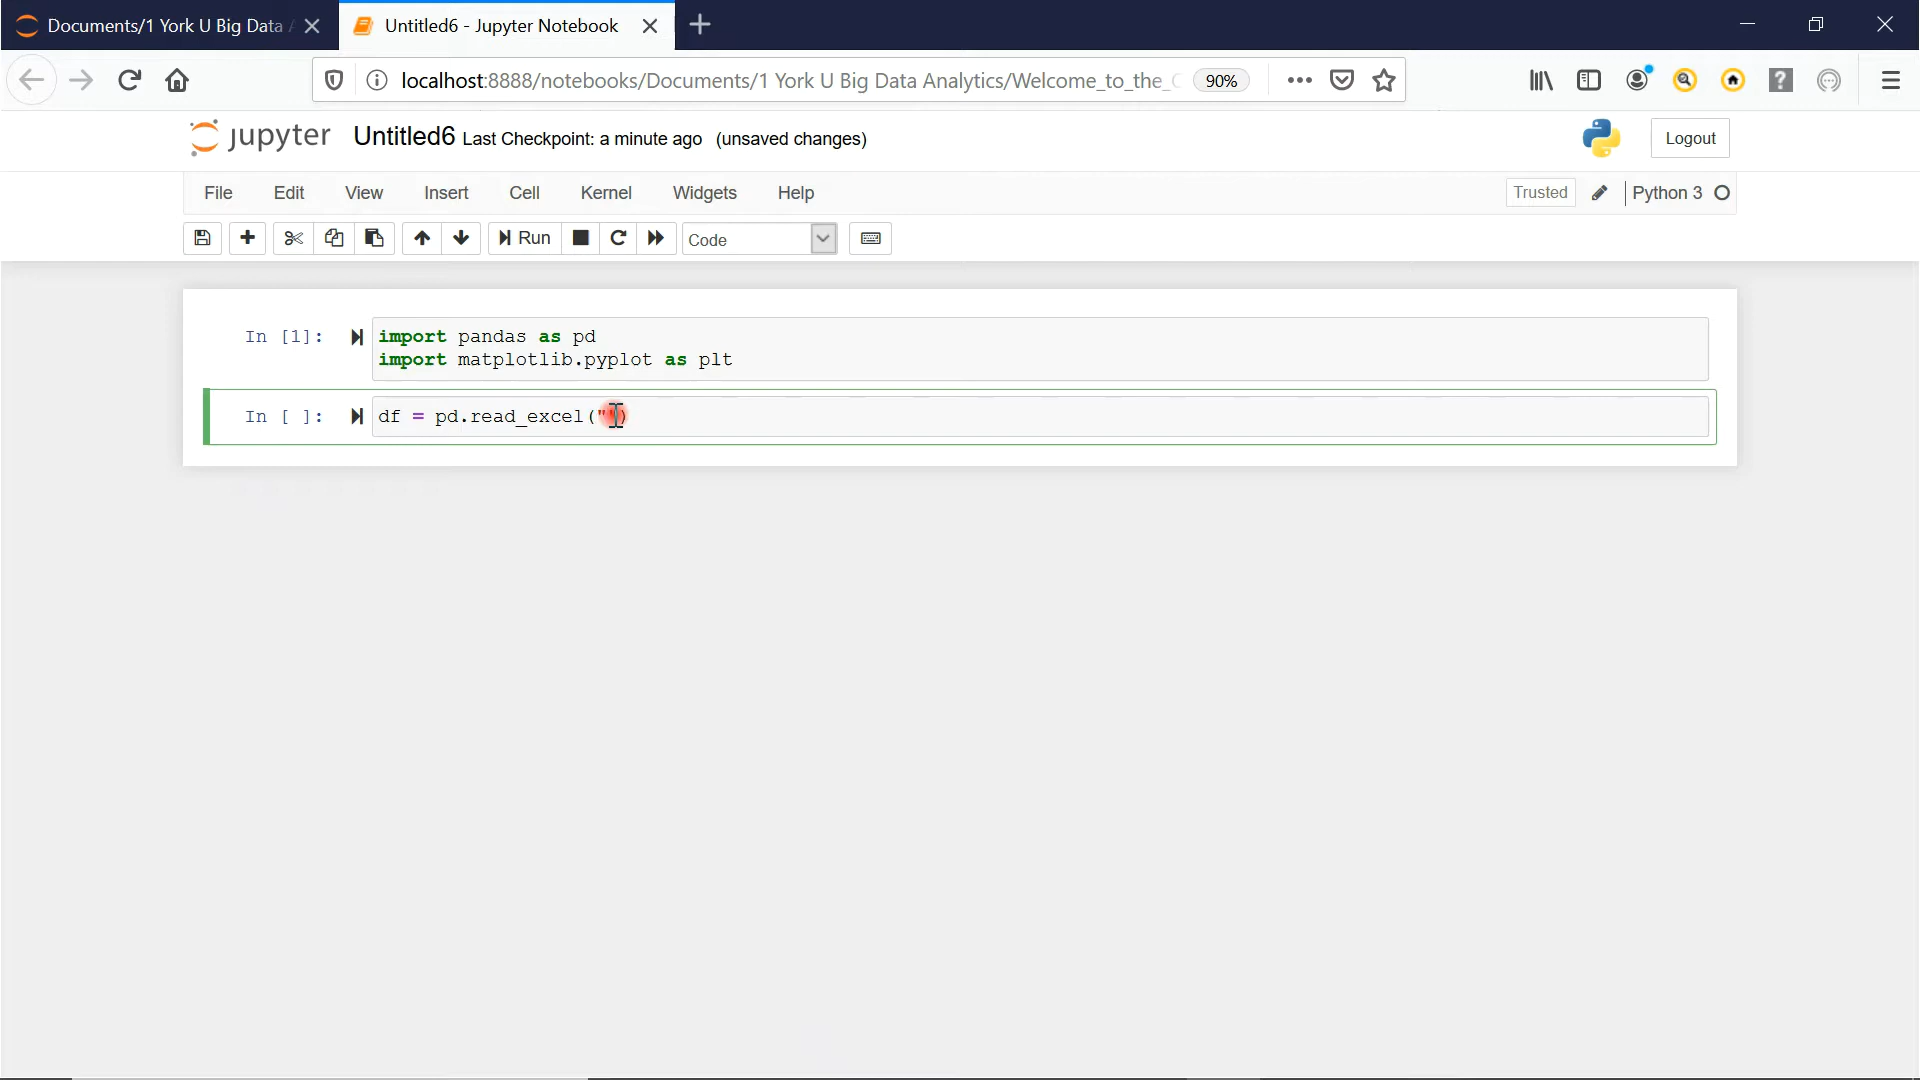 Documents/1 York U Big Data
Untitled6 - Jupyter Notebook
localhost:8888/notebooks/Documents/1 York U Big Data Analytics/Welcome_to_the_
90%
jupyter Untitled6 Last Checkpoint: a minute ago (unsaved changes)
Logout
File Edit View Insert Cell Kernel Widgets Help
Trusted
Python 3
Run
Code
In [1]: import pandas as pd
import matplotlib.pyplot as plt
In [ ]: df = pd.read_excel("")